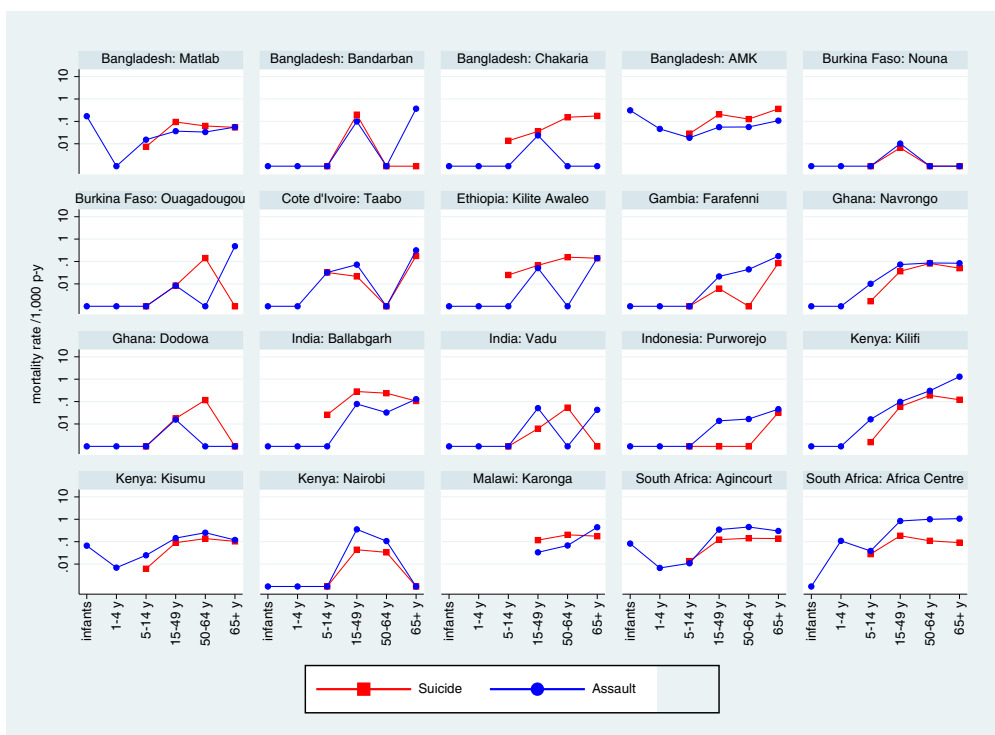 Bangladesh: Matlab
Bangladesh: Bandarban
Bangladesh: Chakaria
Bangladesh: AMK
Burkina Faso: Nouna
10
1
.1
.01
Burkina Faso: Ouagadougou
Cote d'Ivoire: Taabo
Ethiopia: Kilite Awaleo
Gambia: Farafenni
Ghana: Navrongo
10
1
.1
.01
Ghana: Dodowa
India: Ballabgarh
India: Vadu
Indonesia: Purworejo
Kenya: Kilifi
10
1
.1
.01
Kenya: Kisumu
Kenya: Nairobi
Malawi: Karonga
South Africa: Agincourt
South Africa: Africa Centre
10
1
.1
.01
mortality rate /1,000 p-y
infants
1-4 y
5-14 y
15-49 y
50-64 y
65+ y
infants
1-4 y
5-14 y
15-49 y
50-64 y
65+ y
infants
1-4 y
5-14 y
15-49 y
50-64 y
65+ y
infants
1-4 y
5-14 y
15-49 y
50-64 y
65+ y
infants
1-4 y
5-14 y
15-49 y
50-64 y
65+ y
Suicide
Assault